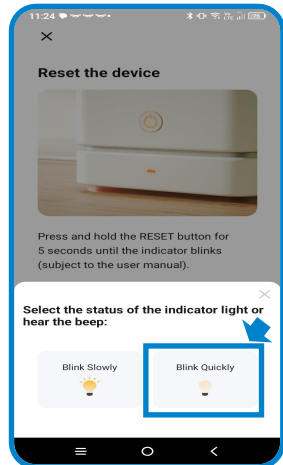 11:24
Reset the device
Press and hold the RESET button for
5 seconds until the indicator blinks
(subject to the user manual).
Select the status of the indicator light or
hear the beep:
Blink Slowly
Blink Quickly